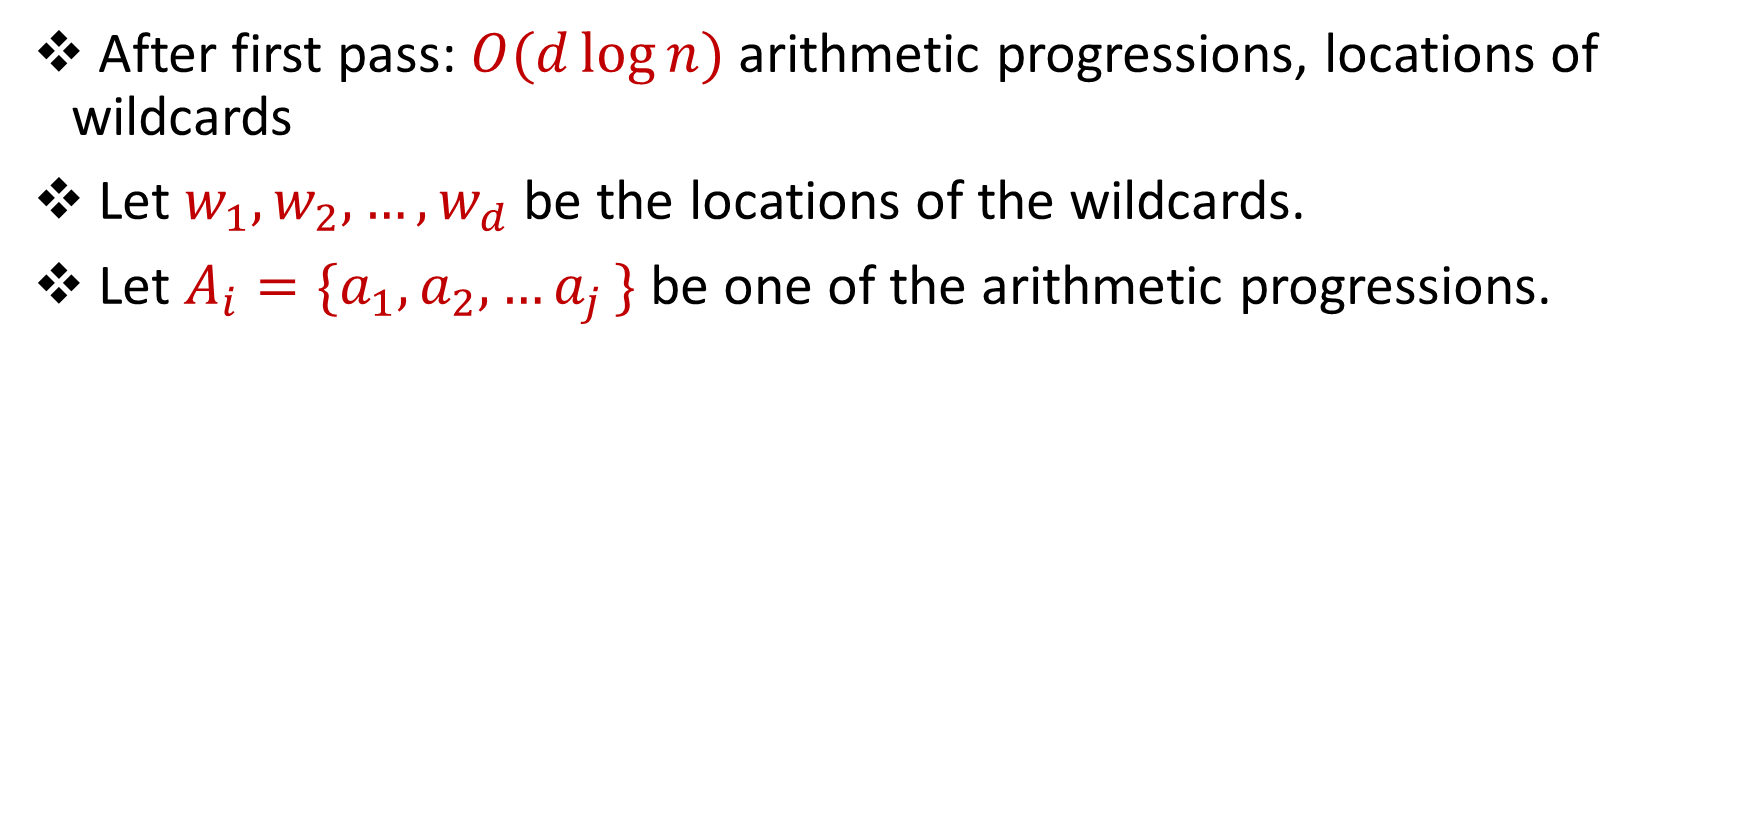 ❖ After first pass: O(d log n) arithmetic progressions, locations of
wildcards
❖ Let w₁, w₂, … , w_d be the locations of the wildcards.
❖ Let A_i = {a₁, a₂, … a_j } be one of the arithmetic progressions.